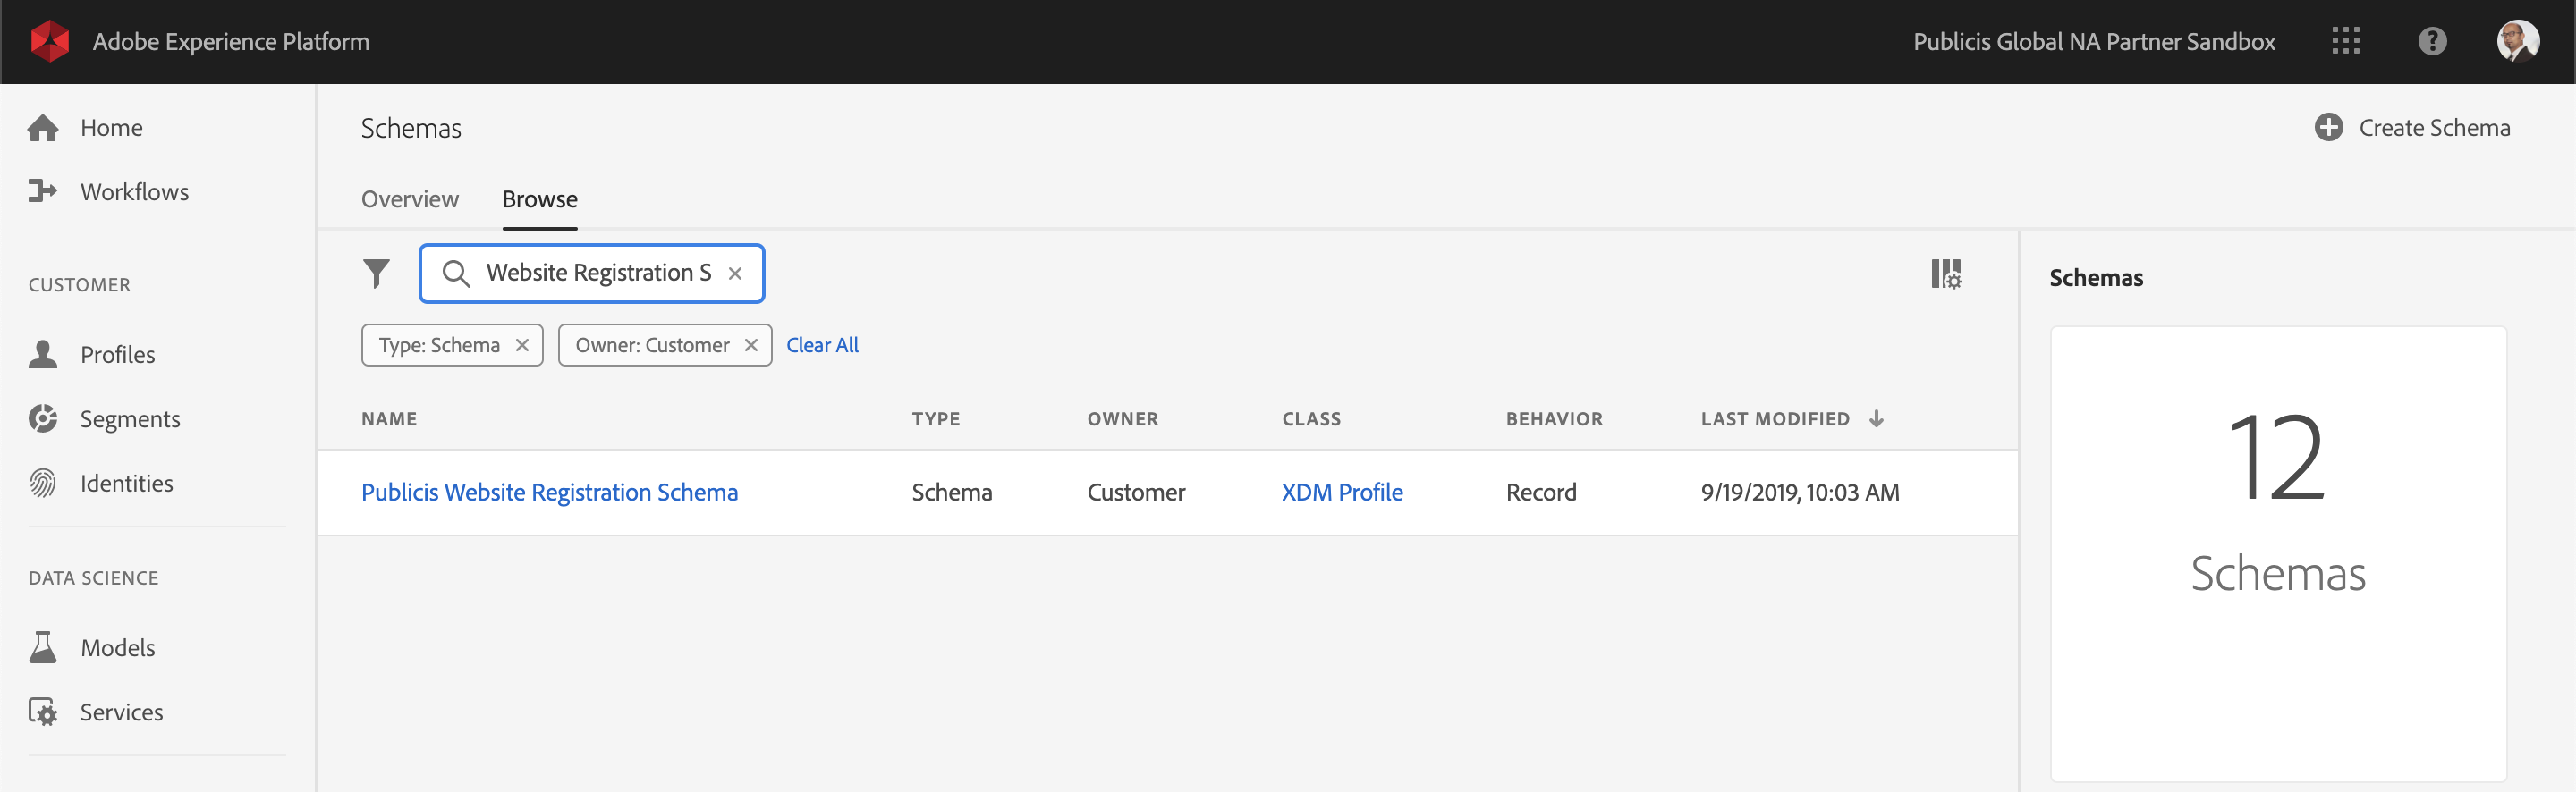 Adobe Experience Platform
Publicis Global NA Partner Sandbox
?
Home
Workflows
CUSTOMER
Profiles
Segments
Identities
DATA SCIENCE
Models
Services
Schemas
Create Schema
Overview Browse
Website Registration S
Type: Schema Owner: Customer Clear All
NAME TYPE OWNER CLASS BEHAVIOR LAST MODIFIED
Publicis Website Registration Schema Schema Customer XDM Profile Record 9/19/2019, 10:03 AM
Schemas
12
Schemas